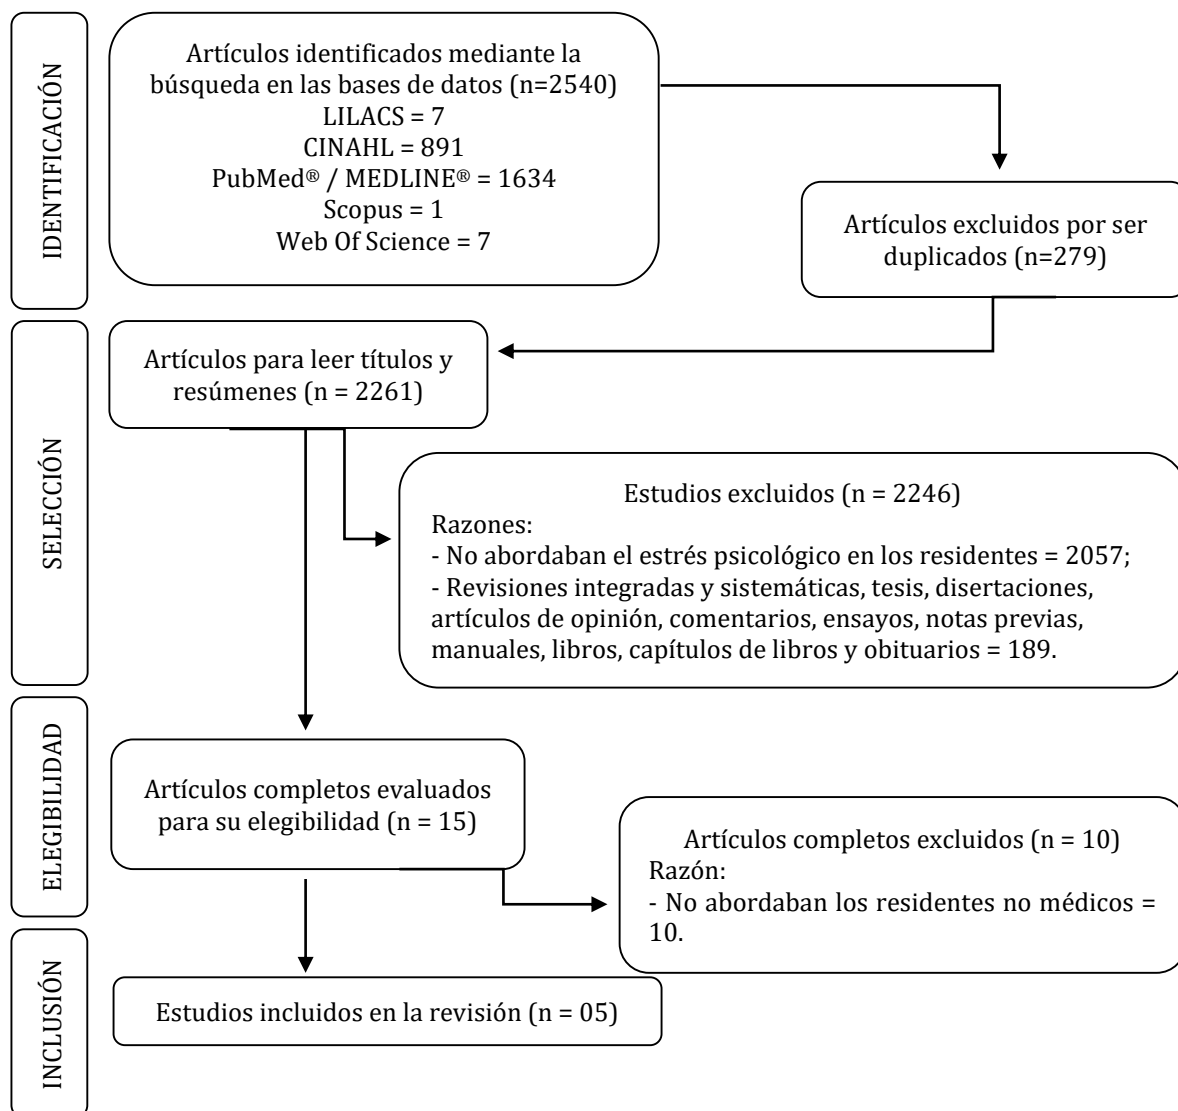 IDENTIFICACIÓN
Artículos identificados mediante la
búsqueda en las bases de datos (n=2540)
LILACS = 7
CINAHL = 891
PubMed® / MEDLINE® = 1634
Scopus = 1
Web Of Science = 7
Artículos excluidos por ser
duplicados (n=279)
SELECCIÓN
Artículos para leer títulos y
resúmenes (n = 2261)
Estudios excluidos (n = 2246)
Razones:
- No abordaban el estrés psicológico en los residentes = 2057;
- Revisiones integradas y sistemáticas, tesis, disertaciones,
artículos de opinión, comentarios, ensayos, notas previas,
manuales, libros, capítulos de libros y obituarios = 189.
ELEGIBILIDAD
Artículos completos evaluados
para su elegibilidad (n = 15)
Artículos completos excluidos (n = 10)
Razón:
- No abordaban los residentes no médicos =
10.
INCLUSIÓN
Estudios incluidos en la revisión (n = 05)